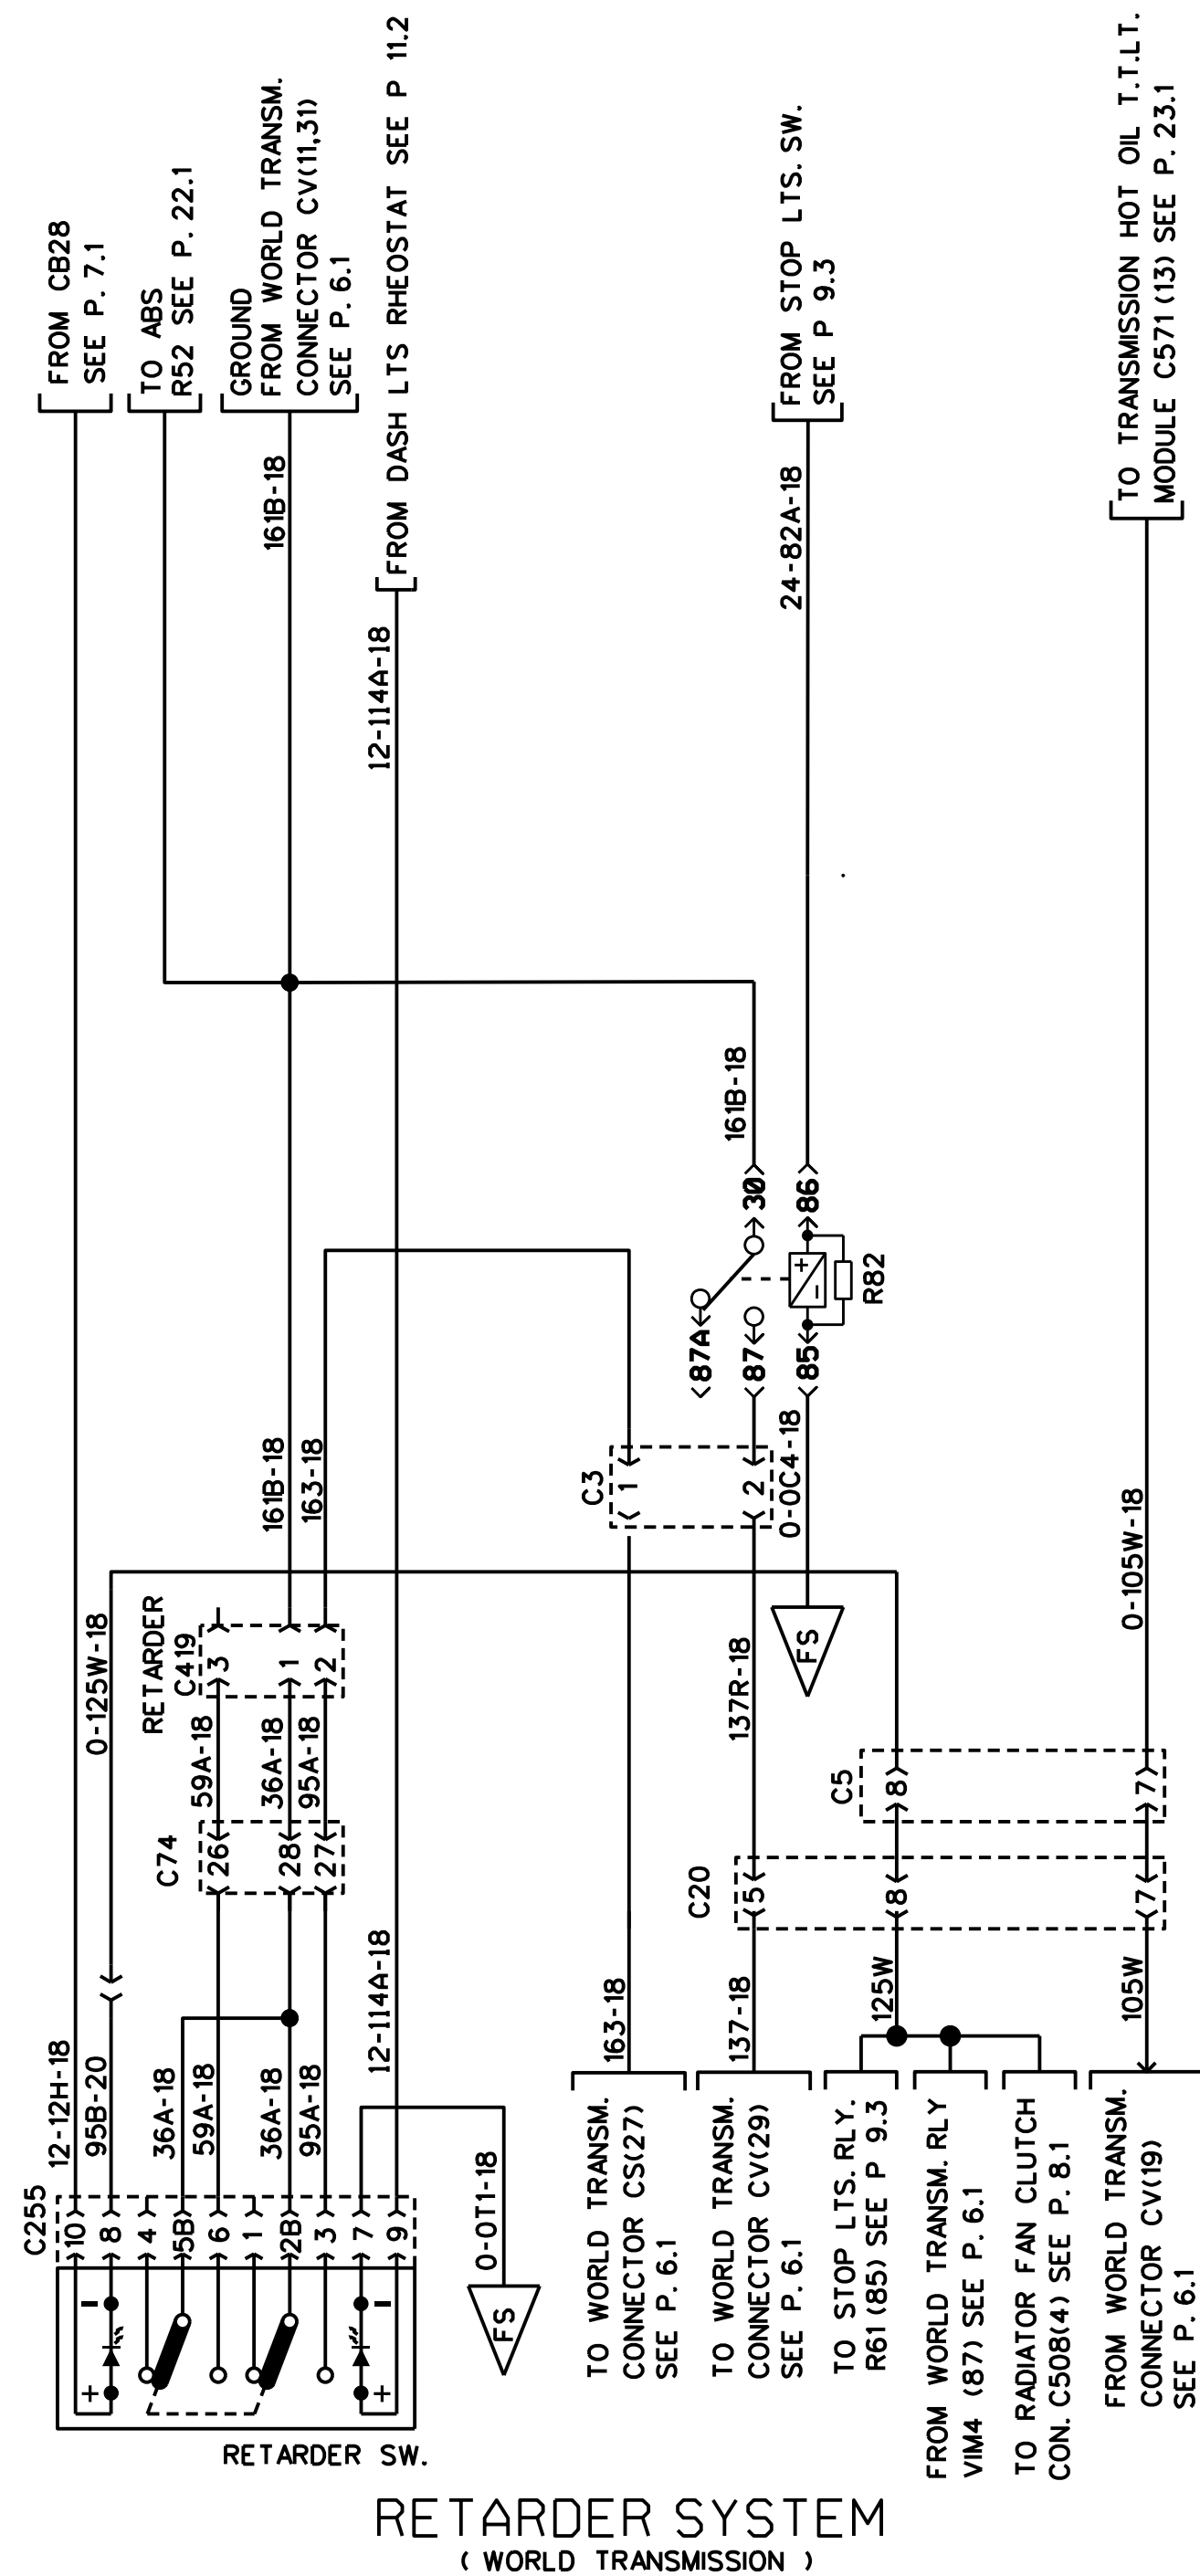 RETARDER SYSTEM
( WORLD TRANSMISSION )
RETARDER SW.
C255
10
8
4
5B
6
1
2B
3
7
9
+
-
+
-
12-12H-18
95B-20
36A-18
59A-18
36A-18
95A-18
12-114A-18
0-0T1-18
FS
0-125W-18
C74
26
28
27
59A-18
36A-18
95A-18
RETARDER
C419
3
1
2
161B-18
163-18
12-114A-18
161B-18
FROM CB28
SEE P. 7.1
TO ABS
R52 SEE P. 22.1
GROUND
FROM WORLD TRANSM.
CONNECTOR CV(11,31)
SEE P. 6.1
FROM DASH LTS RHEOSTAT SEE P 11.2
FROM STOP LTS. SW.
SEE P 9.3
24-82A-18
161B-18
30
86
87A
87
85
+
-
R82
C3
1
2
0-0C4-18
FS
163-18
137-18
137R-18
C20
5
8
7
C5
8
7
125W
105W
0-105W-18
TO TRANSMISSION HOT OIL T.T.LT.
MODULE C571 (13) SEE P. 23.1
TO WORLD TRANSM.
CONNECTOR CS(27)
SEE P. 6.1
TO WORLD TRANSM.
CONNECTOR CV(29)
SEE P. 6.1
TO STOP LTS. RLY.
R61 (85) SEE P 9.3
FROM WORLD TRANSM. RLY
VIM4 (87) SEE P. 6.1
TO RADIATOR FAN CLUTCH
CON. C508(4) SEE P. 8.1
FROM WORLD TRANSM.
CONNECTOR CV(19)
SEE P. 6.1